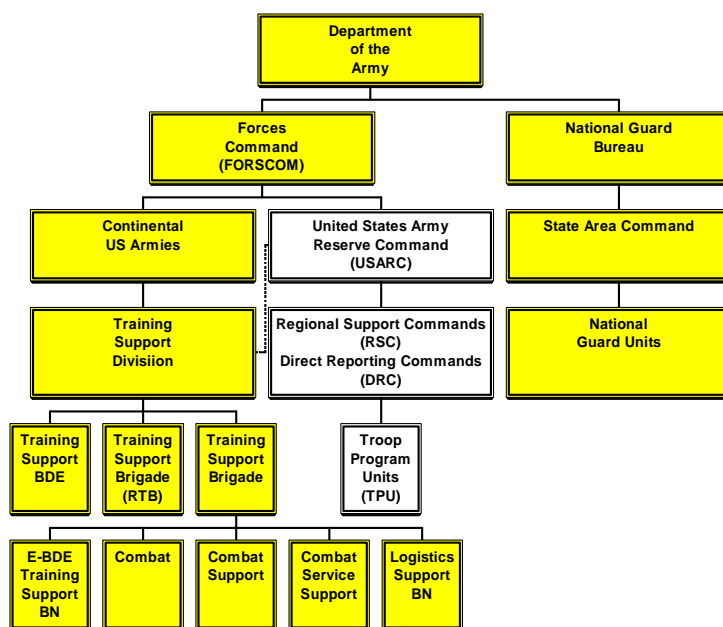 Department
of the
Army
Forces
Command
(FORSCOM)
National Guard
Bureau
Continental
US Armies
United States Army
Reserve Command
(USARC)
State Area Command
Training
Support
Divisiion
Regional Support Commands
(RSC)
Direct Reporting Commands
(DRC)
National
Guard Units
Training
Support
BDE
Training
Support
Brigade
(RTB)
Training
Support
Brigade
Troop
Program
Units
(TPU)
E-BDE
Training
Support
BN
Combat
Combat
Support
Combat
Service
Support
Logistics
Support
BN